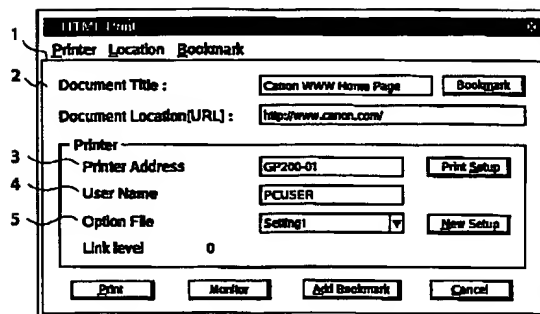 HTML Print
1
Printer Location Bookmark
2
Document Title : Canon WWW Home Page Bookmark
Document Location[URL] : http://www.canon.com/
Printer
3
Printer Address GP200-01 Print Setup
4
User Name PCUSER
5
Option File Setting1 New Setup
Link level 0
Print Monitor Add Bookmark Cancel